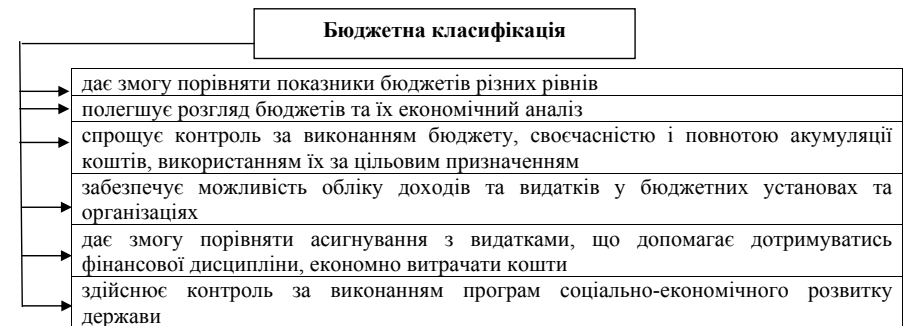 Бюджетна класифікація
дає змогу порівняти показники бюджетів різних рівнів
полегшує розгляд бюджетів та їх економічний аналіз
спрощує контроль за виконанням бюджету, своєчасністю і повнотою акумуляції
коштів, використанням їх за цільовим призначенням
забезпечує можливість обліку доходів та видатків у бюджетних установах та
організаціях
дає змогу порівняти асигнування з видатками, що допомагає дотримуватись
фінансової дисципліни, економно витрачати кошти
здійснює контроль за виконанням програм соціально-економічного розвитку
держави